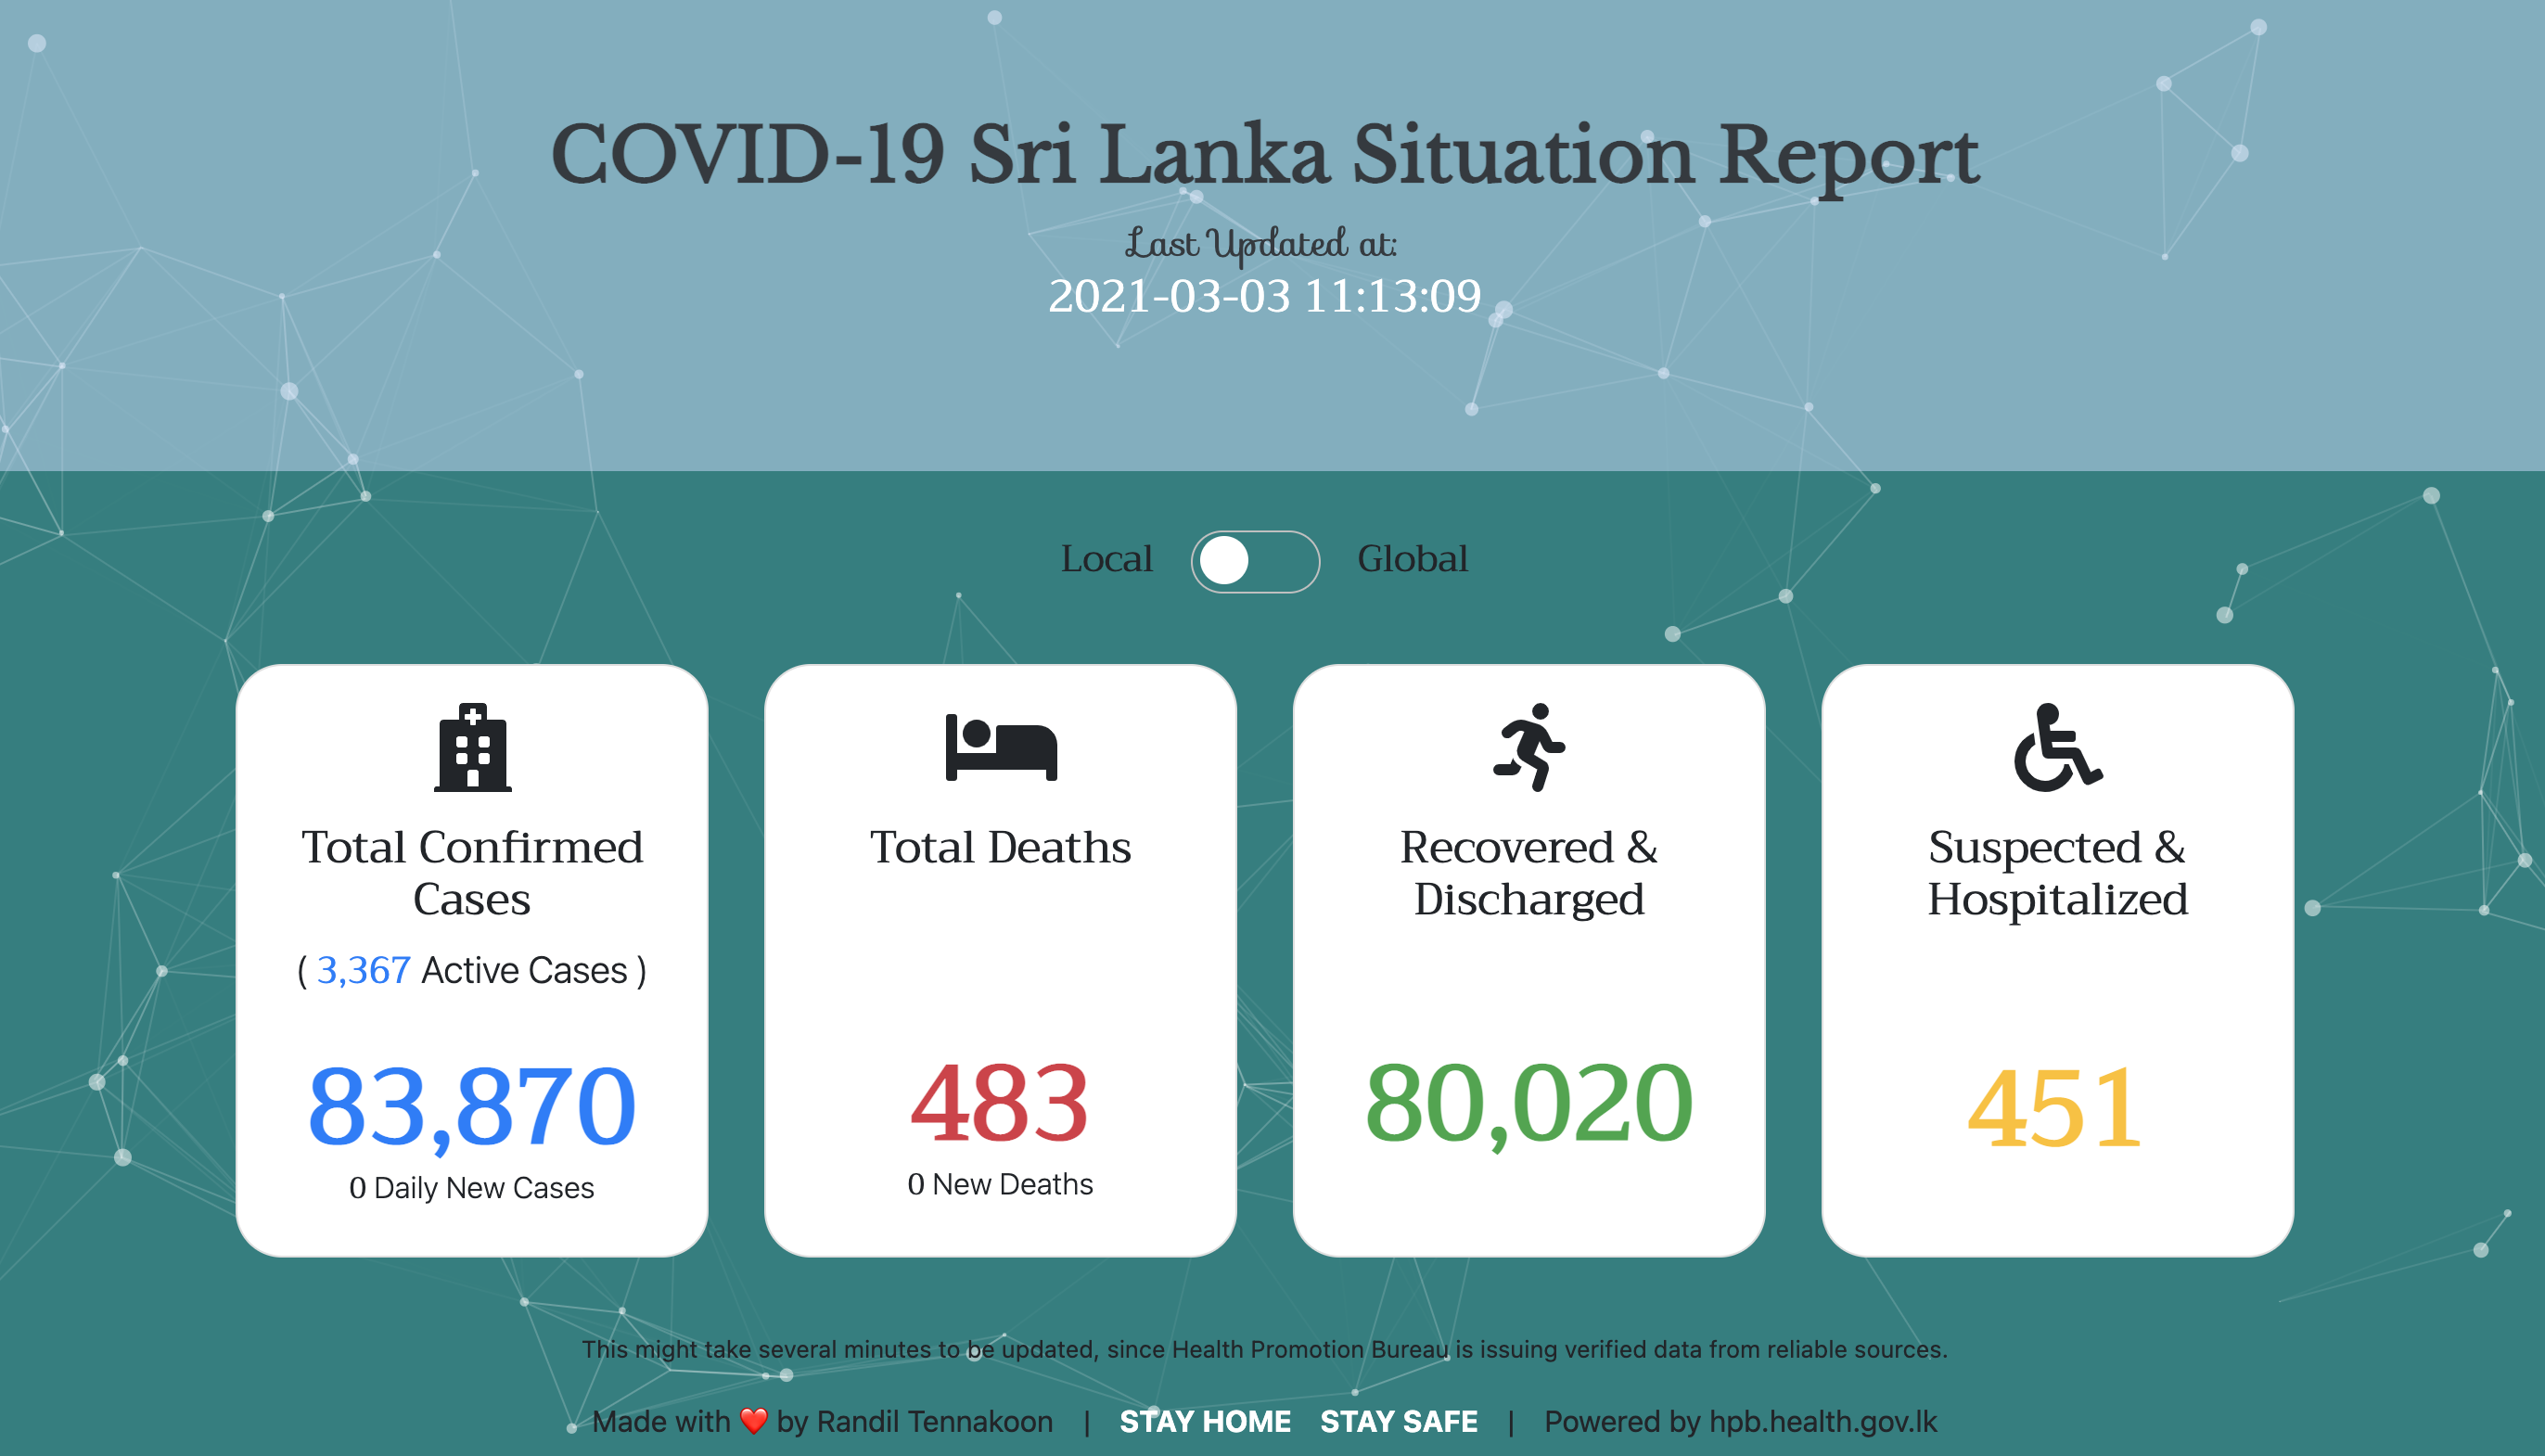 COVID-19 Sri Lanka Situation Report
Last Updated at:
2021-03-03 11:13:09
Local Global
Total Confirmed
Cases
( 3,367 Active Cases )
83,870
0 Daily New Cases
Total Deaths
483
0 New Deaths
Recovered &
Discharged
80,020
Suspected &
Hospitalized
451
This might take several minutes to be updated, since Health Promotion Bureau is issuing verified data from reliable sources.
Made with ❤️ by Randil Tennakoon | STAY HOME STAY SAFE | Powered by hpb.health.gov.lk